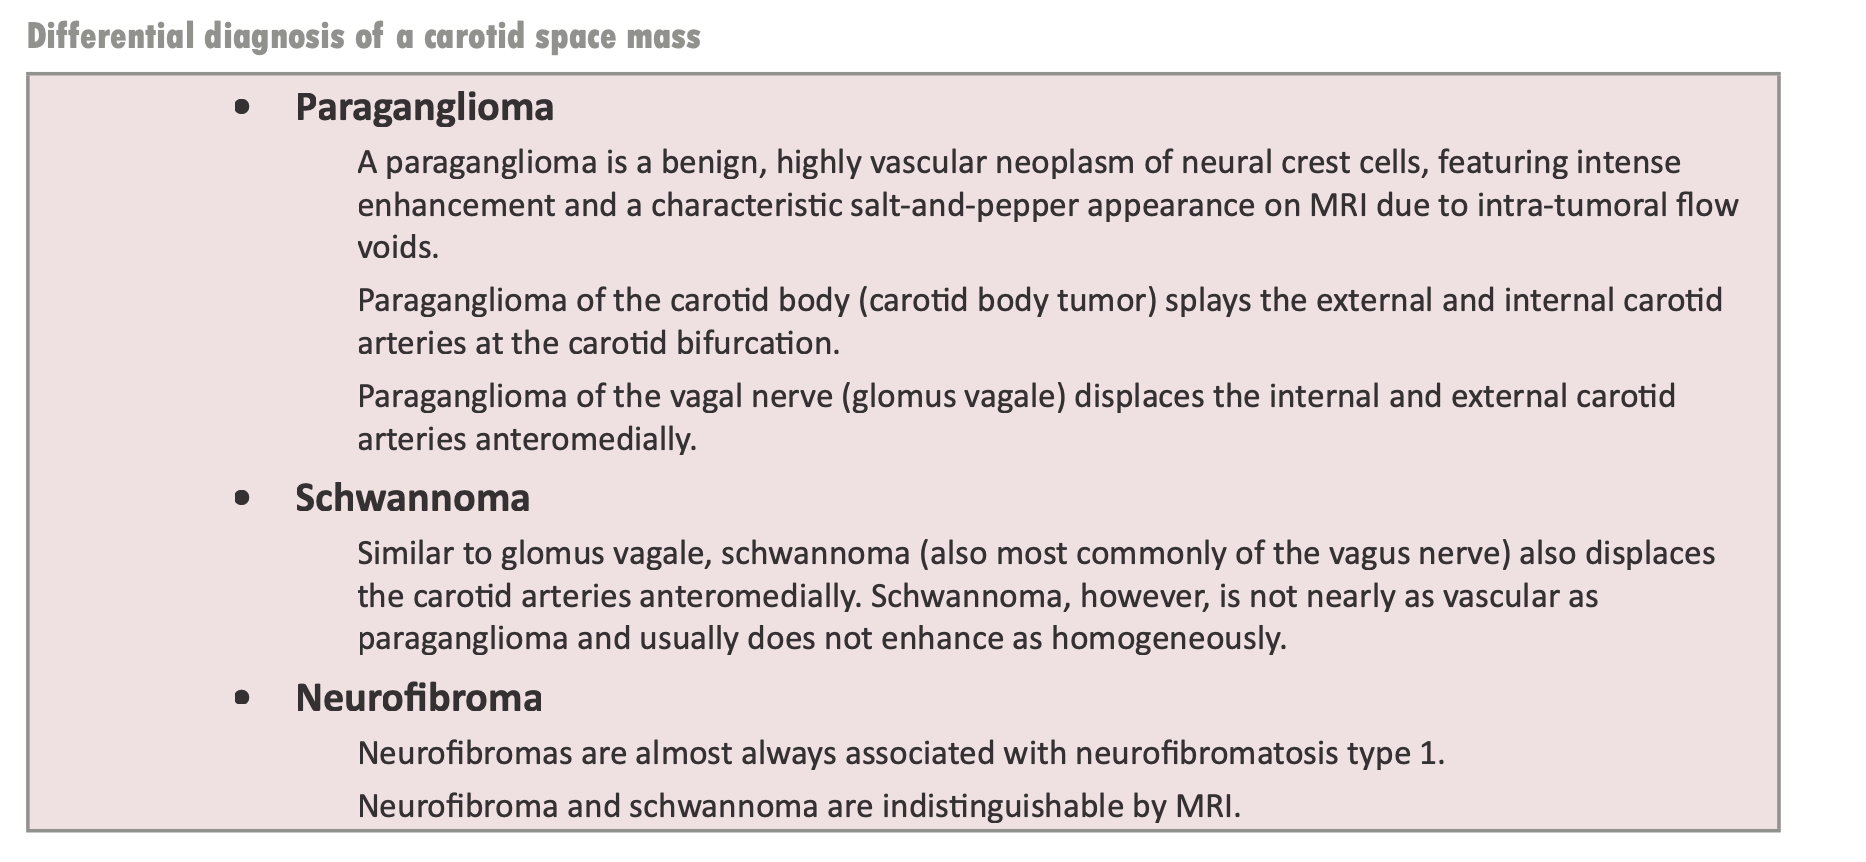 Differential diagnosis of a carotid space mass
• Paraganglioma
A paraganglioma is a benign, highly vascular neoplasm of neural crest cells, featuring intense
enhancement and a characteristic salt-and-pepper appearance on MRI due to intra-tumoral flow
voids.
Paraganglioma of the carotid body (carotid body tumor) splays the external and internal carotid
arteries at the carotid bifurcation.
Paraganglioma of the vagal nerve (glomus vagale) displaces the internal and external carotid
arteries anteromedially.
• Schwannoma
Similar to glomus vagale, schwannoma (also most commonly of the vagus nerve) also displaces
the carotid arteries anteromedially. Schwannoma, however, is not nearly as vascular as
paraganglioma and usually does not enhance as homogeneously.
• Neurofibroma
Neurofibromas are almost always associated with neurofibromatosis type 1.
Neurofibroma and schwannoma are indistinguishable by MRI.